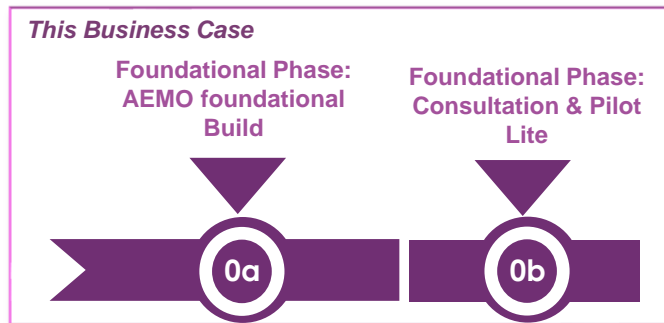 This Business Case
Foundational Phase:
AEMO foundational
Build
Foundational Phase:
Consultation & Pilot
Lite
0a
0b